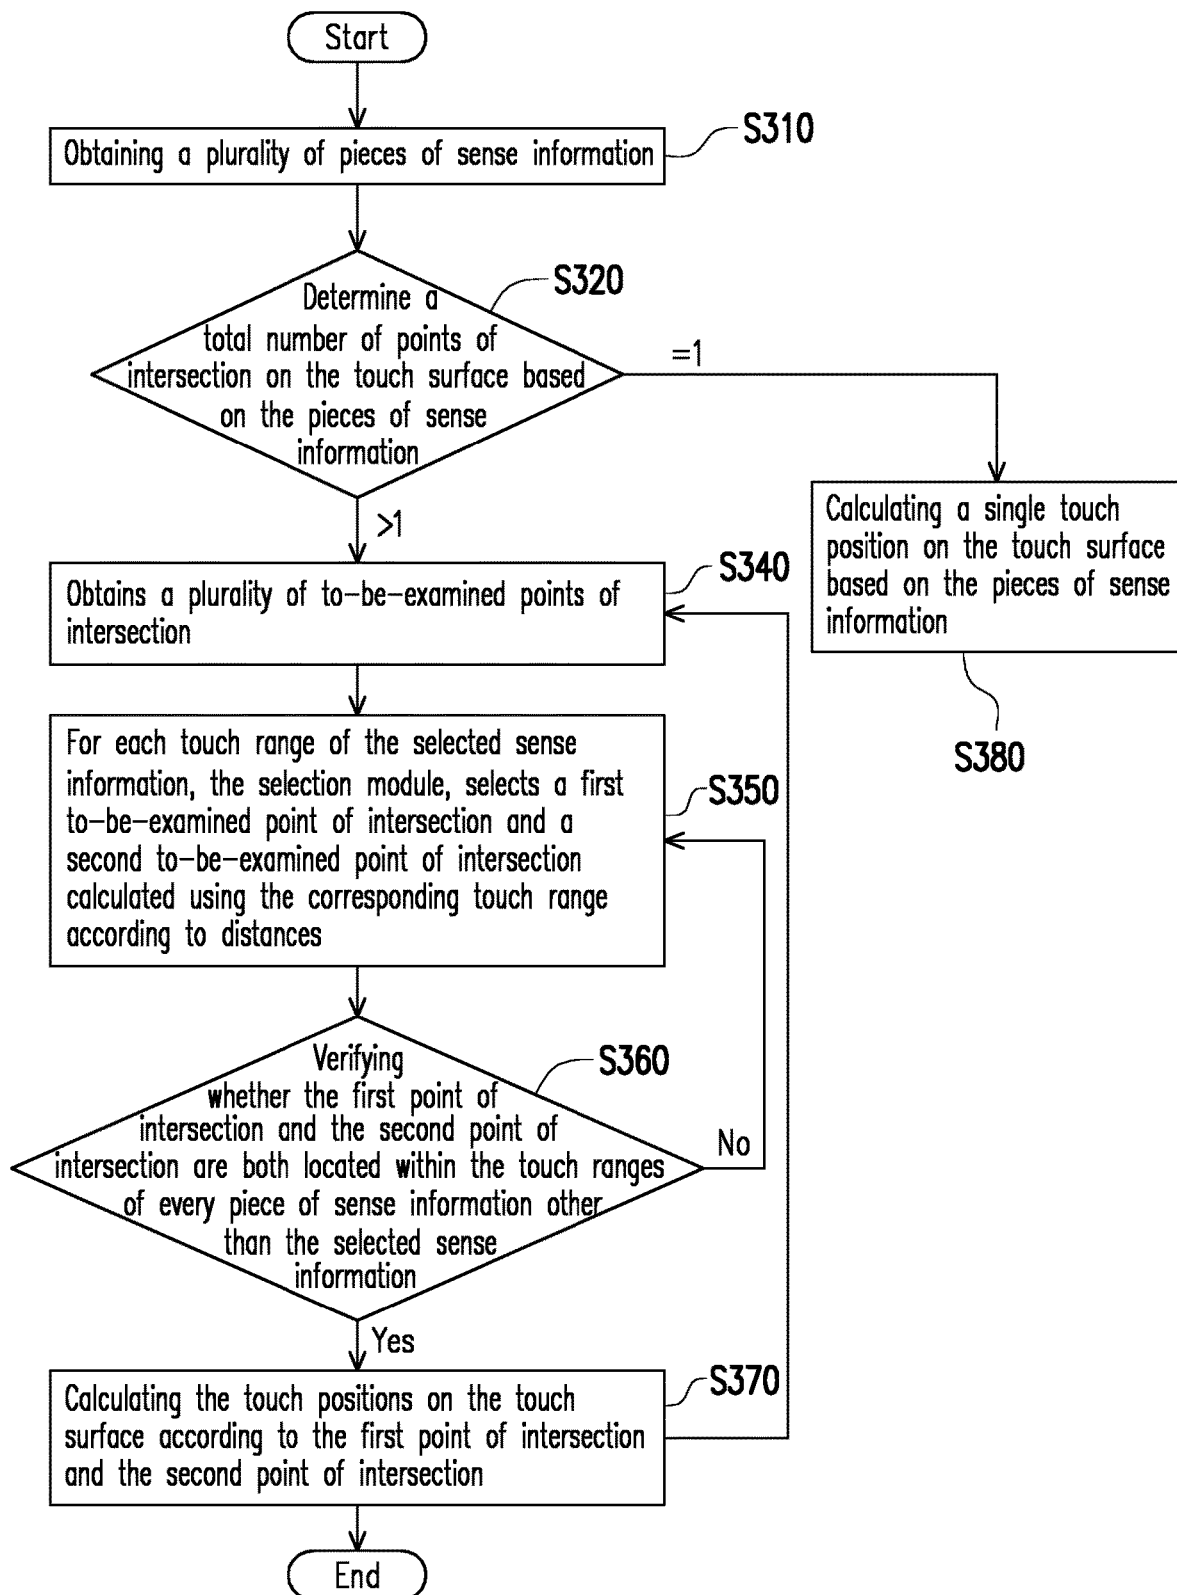 Start
Obtaining a plurality of pieces of sense information
S310
S320
Determine a
total number of points of
intersection on the touch surface based
on the pieces of sense
information
=1
>1
Calculating a single touch
position on the touch surface
based on the pieces of sense
information
S380
S340
Obtains a plurality of to-be-examined points of
intersection
For each touch range of the selected sense
information, the selection module, selects a first
to-be-examined point of intersection and a
second to-be-examined point of intersection
calculated using the corresponding touch range
according to distances
S350
Verifying
whether the first point of
intersection and the second point of
intersection are both located within the touch ranges
of every piece of sense information other
than the selected sense
information
S360
No
Yes
S370
Calculating the touch positions on the touch
surface according to the first point of intersection
and the second point of intersection
End